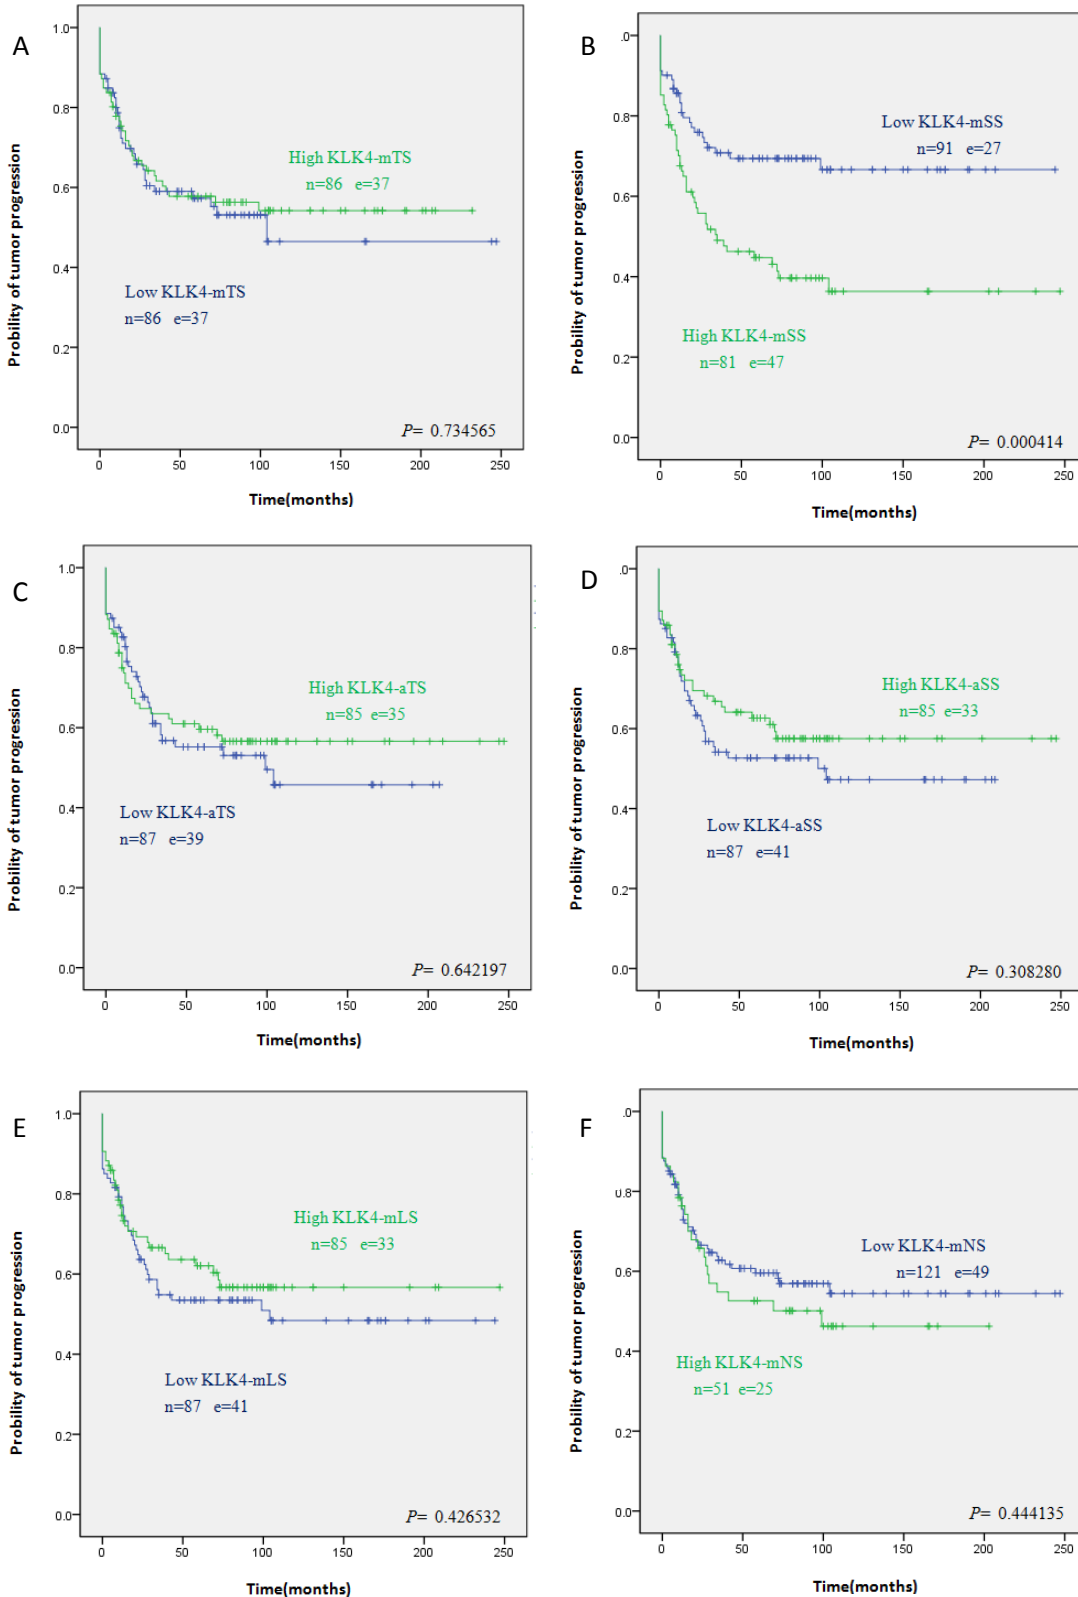 A
Probility of tumor progression
1.0
0.8
0.6
0.4
0.2
0.0
High KLK4-mTS
n=86 e=37
Low KLK4-mTS
n=86 e=37
P= 0.734565
0 50 100 150 200 250
Time(months)
B
Probility of tumor progression
.0
0.8
0.6
0.4
0.2
0.0
Low KLK4-mSS
n=91 e=27
High KLK4-mSS
n=81 e=47
P= 0.000414
0 50 100 150 200 250
Time(months)
C
Probility of tumor progression
1.0
0.8
0.6
0.4
0.2
0.0
High KLK4-aTS
n=85 e=35
Low KLK4-aTS
n=87 e=39
P= 0.642197
0 50 100 150 200 250
Time(months)
D
Probility of tumor progression
.0
0.8
0.6
0.4
0.2
0.0
High KLK4-aSS
n=85 e=33
Low KLK4-aSS
n=87 e=41
P= 0.308280
0 50 100 150 200 250
Time(months)
E
Probility of tumor progression
1.0
0.8
0.6
0.4
0.2
0.0
High KLK4-mLS
n=85 e=33
Low KLK4-mLS
n=87 e=41
P= 0.426532
0 50 100 150 200 250
Time(months)
F
Probility of tumor progression
.0
0.8
0.6
0.4
0.2
0.0
Low KLK4-mNS
n=121 e=49
High KLK4-mNS
n=51 e=25
P= 0.444135
0 50 100 150 200 250
Time(months)